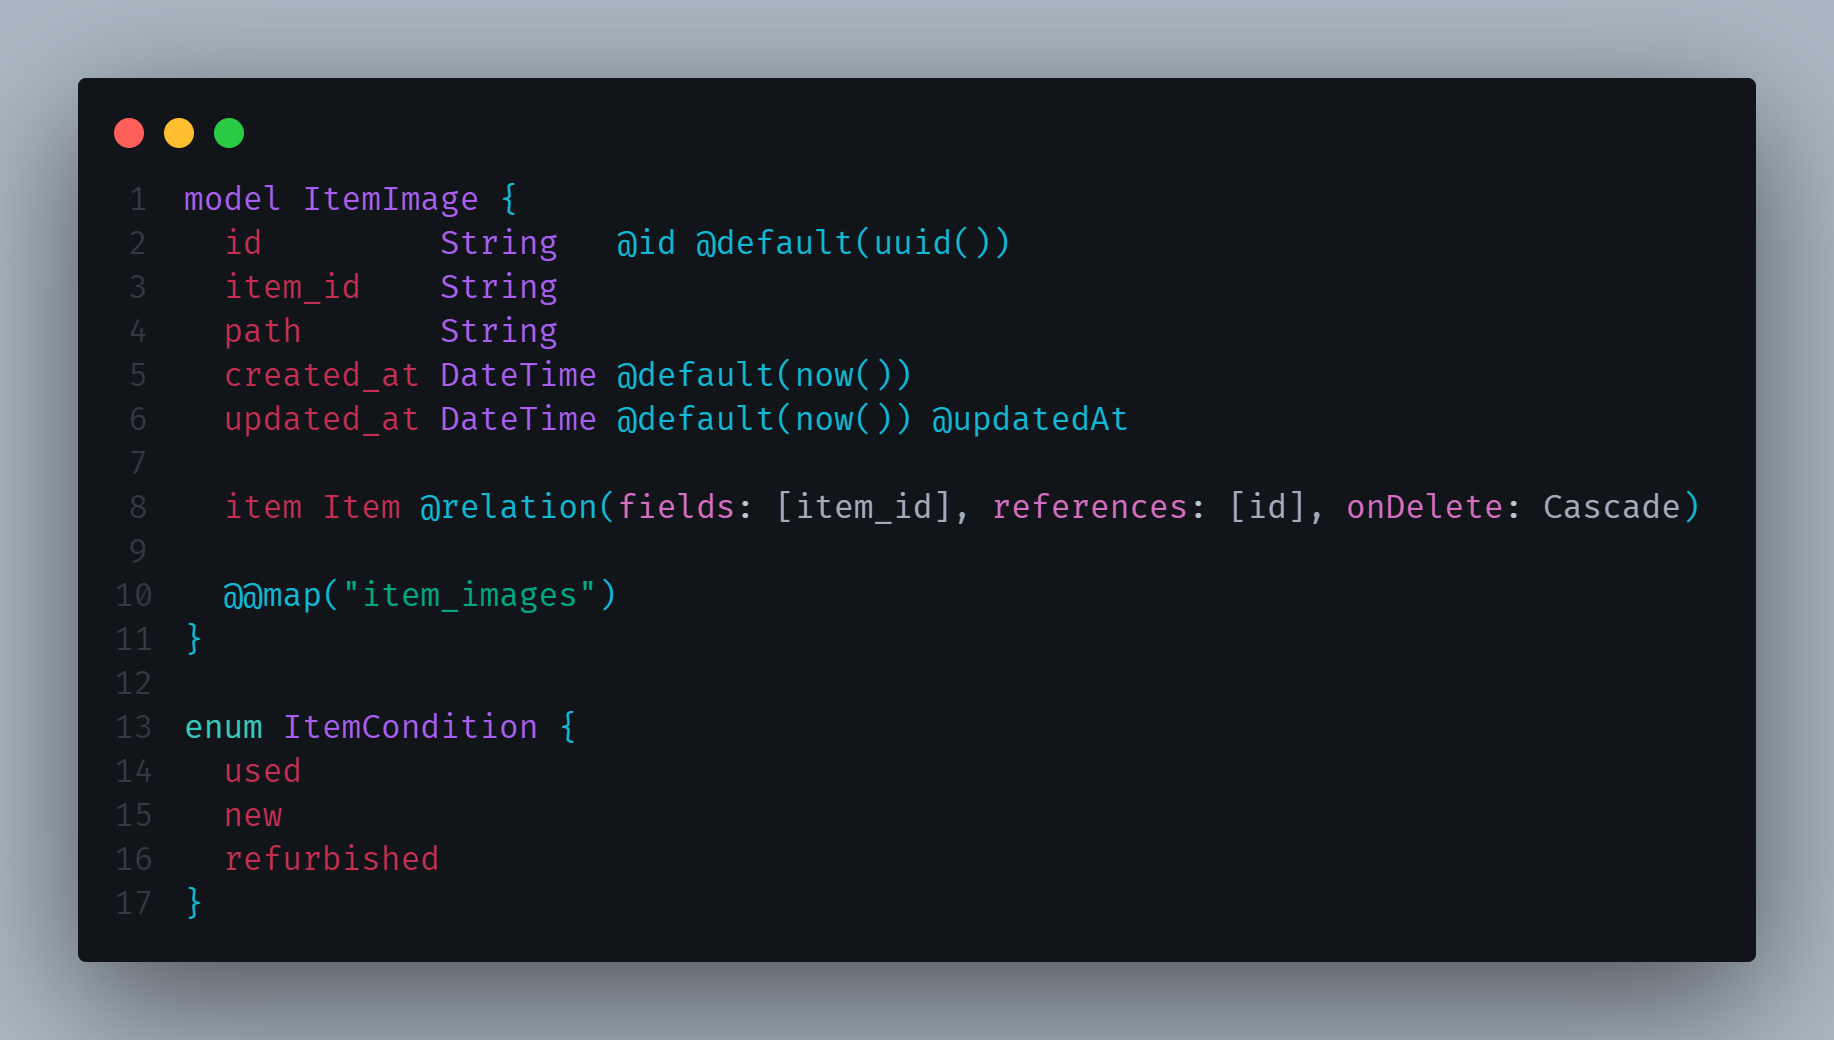 1 model ItemImage {
2   id         String   @id @default(uuid())
3   item_id    String
4   path       String
5   created_at DateTime @default(now())
6   updated_at DateTime @default(now()) @updatedAt
7
8   item Item @relation(fields: [item_id], references: [id], onDelete: Cascade)
9
10   @@map("item_images")
11 }
12
13 enum ItemCondition {
14   used
15   new
16   refurbished
17 }